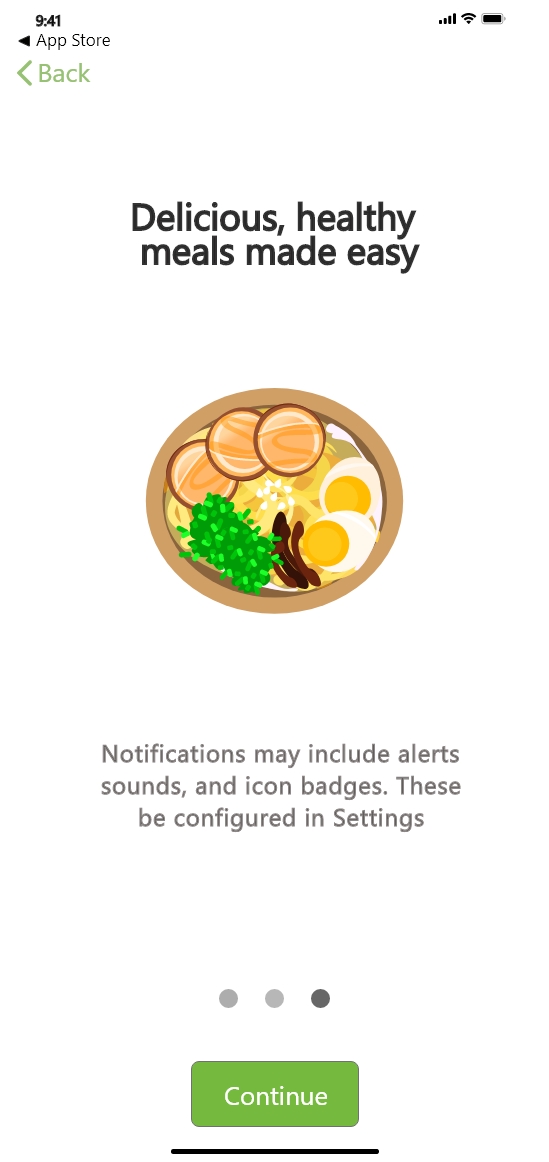 9:41
◀ App Store
Back
Delicious, healthy
meals made easy
Notifications may include alerts
sounds, and icon badges. These
be configured in Settings
Continue